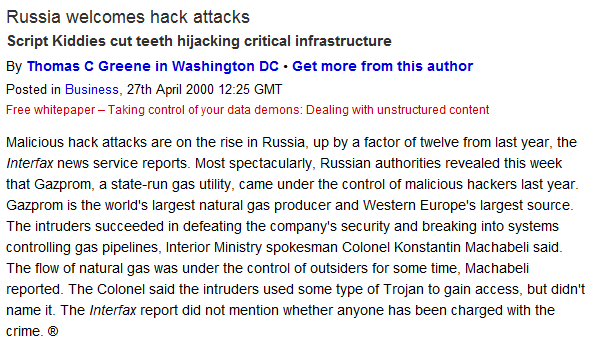 Russia welcomes hack attacks
Script Kiddies cut teeth hijacking critical infrastructure
By Thomas C Greene in Washington DC • Get more from this author
Posted in Business, 27th April 2000 12:25 GMT
Free whitepaper – Taking control of your data demons: Dealing with unstructured content
Malicious hack attacks are on the rise in Russia, up by a factor of twelve from last year, the
Interfax news service reports. Most spectacularly, Russian authorities revealed this week
that Gazprom, a state-run gas utility, came under the control of malicious hackers last year.
Gazprom is the world's largest natural gas producer and Western Europe's largest source.
The intruders succeeded in defeating the company's security and breaking into systems
controlling gas pipelines, Interior Ministry spokesman Colonel Konstantin Machabeli said.
The flow of natural gas was under the control of outsiders for some time, Machabeli
reported. The Colonel said the intruders used some type of Trojan to gain access, but didn't
name it. The Interfax report did not mention whether anyone has been charged with the
crime. ®